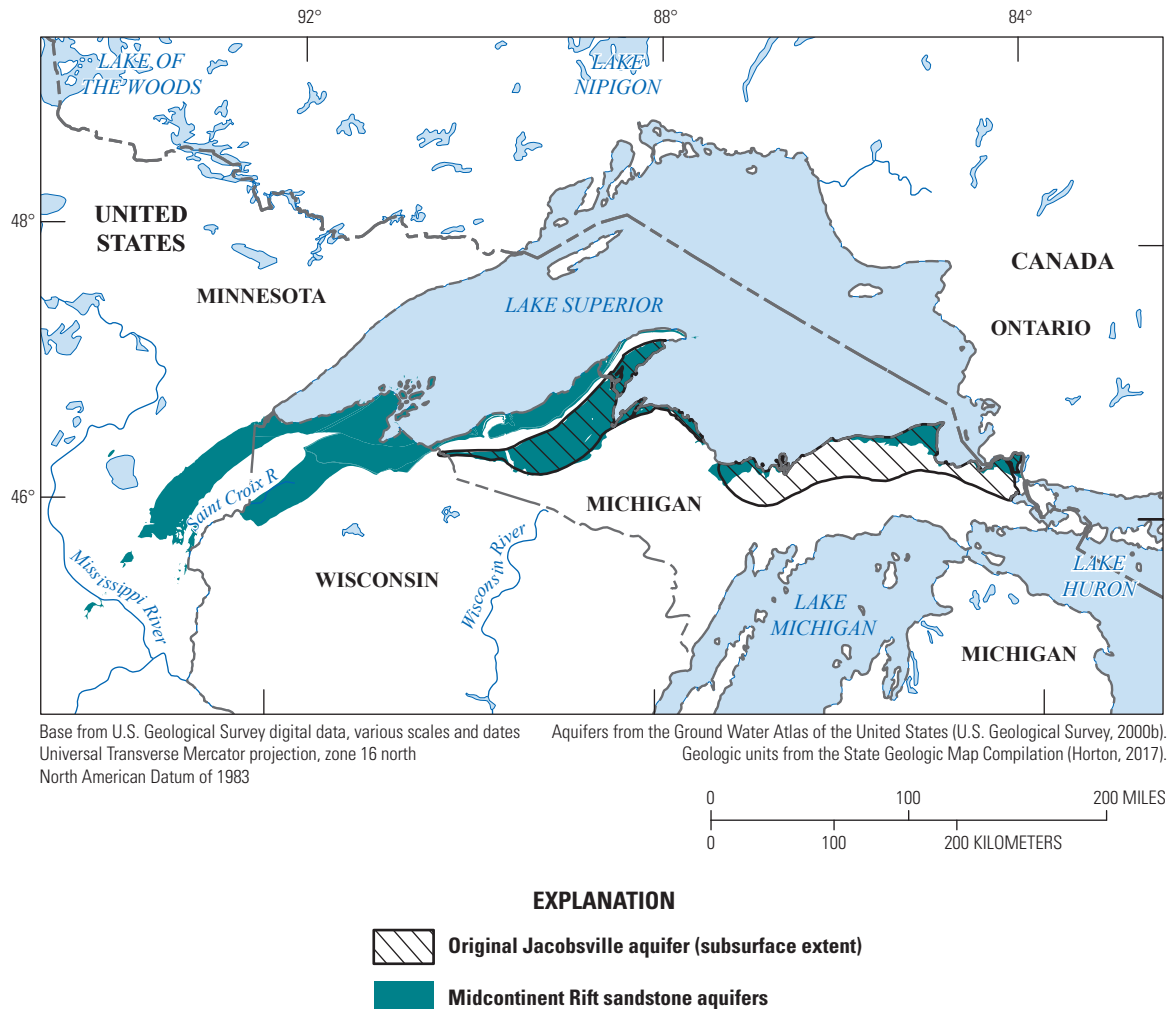 92°
88°
84°
LAKE OF
THE WOODS
LAKE
NIPIGON
48°
UNITED
STATES
CANADA
MINNESOTA
LAKE SUPERIOR
ONTARIO
46°
Saint Croix R
MICHIGAN
Mississippi River
WISCONSIN
Wisconsin River
LAKE
HURON
LAKE
MICHIGAN
MICHIGAN
Base from U.S. Geological Survey digital data, various scales and dates
Universal Transverse Mercator projection, zone 16 north
North American Datum of 1983
Aquifers from the Ground Water Atlas of the United States (U.S. Geological Survey, 2000b).
Geologic units from the State Geologic Map Compilation (Horton, 2017).
0 100 200 MILES
0 100 200 KILOMETERS
EXPLANATION
Original Jacobsville aquifer (subsurface extent)
Midcontinent Rift sandstone aquifers